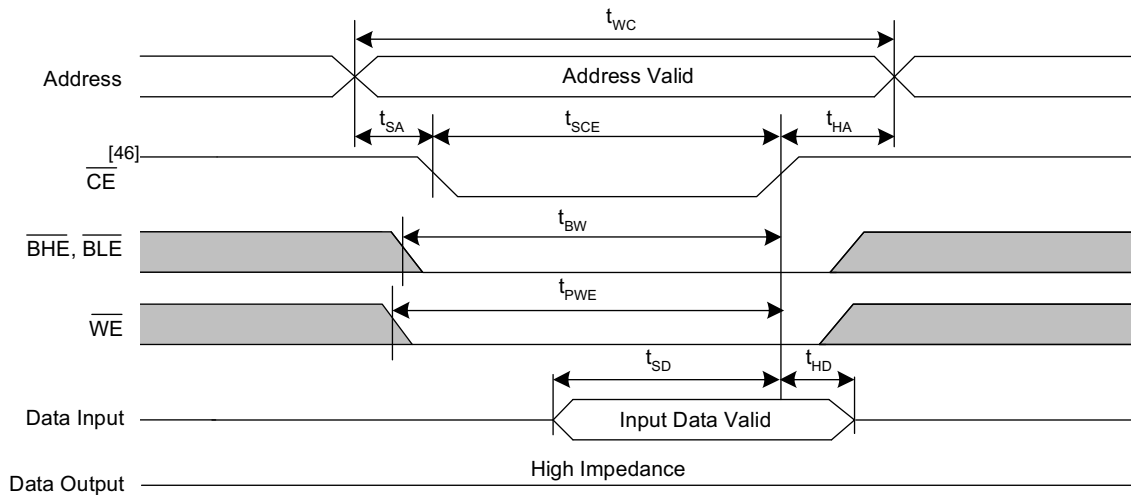 tWC
Address
Address Valid
tSA
tSCE
tHA
[46]
CE
tBW
BHE, BLE
tPWE
WE
tSD
tHD
Data Input
Input Data Valid
High Impedance
Data Output